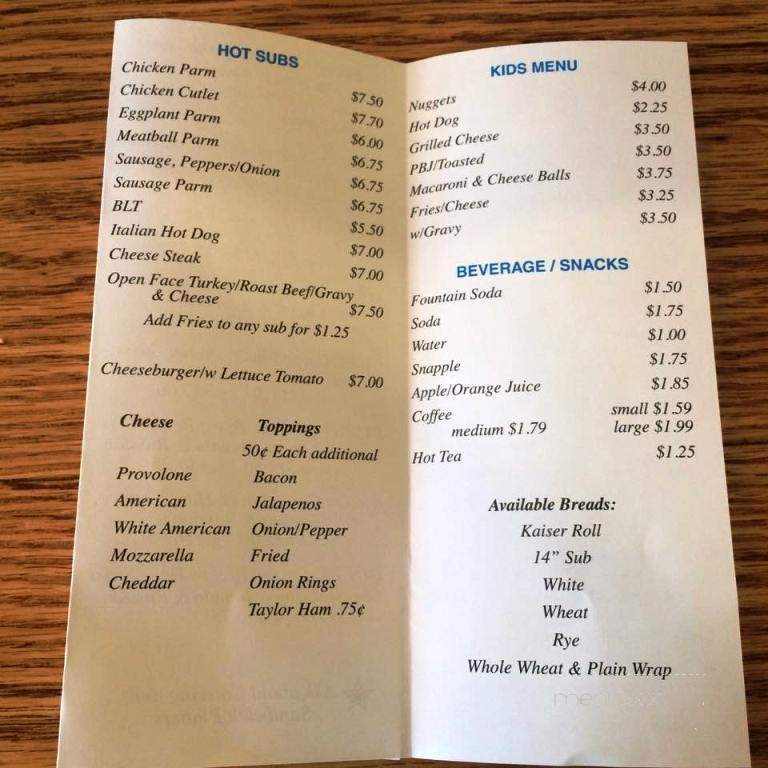 HOT SUBS
Chicken Parm $7.50
Chicken Cutlet $7.70
Eggplant Parm $6.00
Meatball Parm $6.75
Sausage, Peppers/Onion $6.75
Sausage Parm $6.75
BLT $5.50
Italian Hot Dog $7.00
Cheese Steak $7.00
Open Face Turkey/Roast Beef/Gravy
& Cheese $7.50
Add Fries to any sub for $1.25
Cheeseburger/w Lettuce Tomato $7.00
Cheese Toppings
50¢ Each additional
Provolone Bacon
American Jalapenos
White American Onion/Pepper
Mozzarella Fried
Cheddar Onion Rings
Taylor Ham .75¢
KIDS MENU
Nuggets $4.00
Hot Dog $2.25
Grilled Cheese $3.50
PBJ/Toasted $3.50
Macaroni & Cheese Balls $3.75
Fries/Cheese $3.25
w/Gravy $3.50
BEVERAGE / SNACKS
Fountain Soda $1.50
Soda $1.75
Water $1.00
Snapple $1.75
Apple/Orange Juice $1.85
Coffee small $1.59
medium $1.79 large $1.99
Hot Tea $1.25
Available Breads:
Kaiser Roll
14” Sub
White
Wheat
Rye
Whole Wheat & Plain Wrap